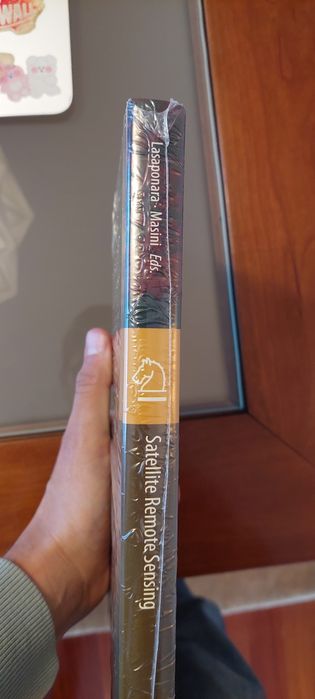 Lasaponara · Masini Eds.
Satellite Remote Sensing